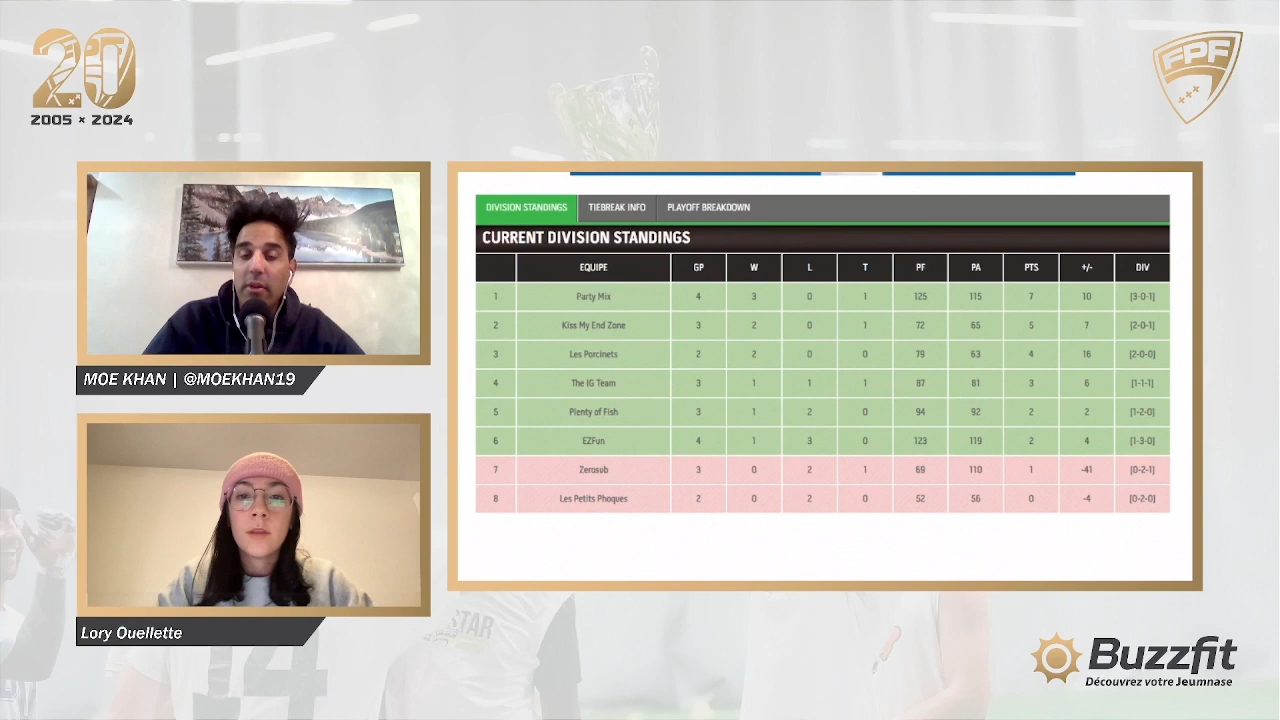 20
2005 × 2024
FPF
MOE KHAN | @MOEKHAN19
Lory Ouellette
DIVISION STANDINGS TIEBREAK INFO PLAYOFF BREAKDOWN
CURRENT DIVISION STANDINGS
EQUIPE GP W L T PF PA PTS +/- DIV
1 Party Mix 4 3 0 1 125 115 7 10 [3-0-1]
2 Kiss My End Zone 3 2 0 1 72 65 5 7 [2-0-1]
3 Les Porcinets 2 2 0 0 79 63 4 16 [2-0-0]
4 The IG Team 3 1 1 1 87 81 3 6 [1-1-1]
5 Plenty of Fish 3 1 2 0 94 92 2 2 [1-2-0]
6 EZFun 4 1 3 0 123 119 2 4 [1-3-0]
7 Zerosub 3 0 2 1 69 110 1 -41 [0-2-1]
8 Les Petits Phoques 2 0 2 0 52 56 0 -4 [0-2-0]
STAR
14
Buzzfit
Découvrez votre Jeumnase